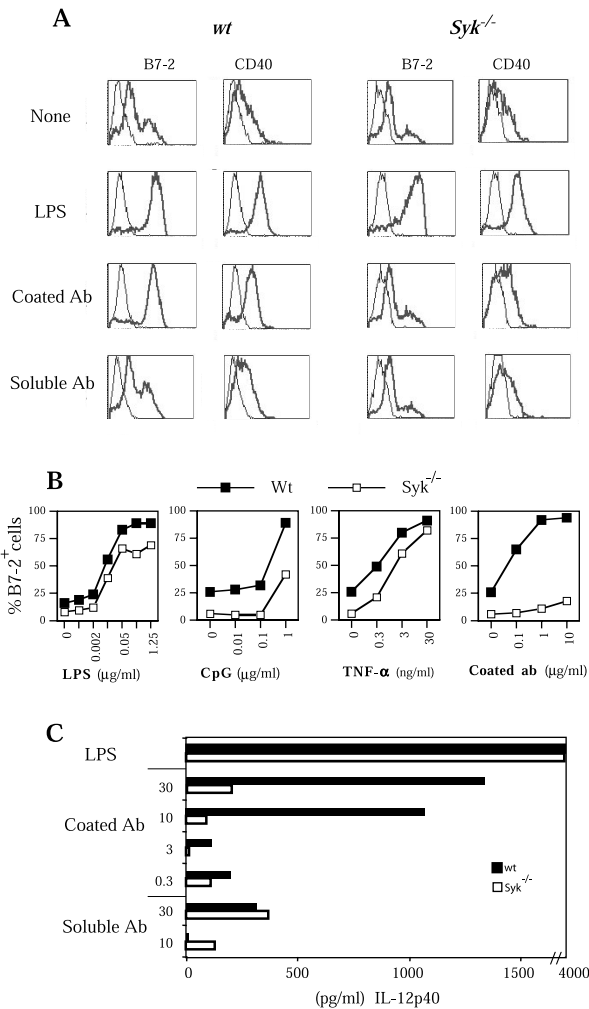 A
wt Syk-/-
B7-2 CD40 B7-2 CD40
None
LPS
Coated Ab
Soluble Ab
B
Wt Syk-/-
%B7-2+cells
100 100 100 100
75 75 75 75
50 50 50 50
25 25 25 25
0 0 0 0
0 0.002 0.05 1.25
0 0.01 0.1 1
0 0.3 3 30
0 0.1 1 10
LPS (µg/ml) CpG (µg/ml) TNF-α (ng/ml) Coated ab (µg/ml)
C
LPS
30
10
Coated Ab
3
0.3
30
Soluble Ab
10
wt
Syk-/-
0 500 1000 1500 4000
(pg/ml) IL-12p40